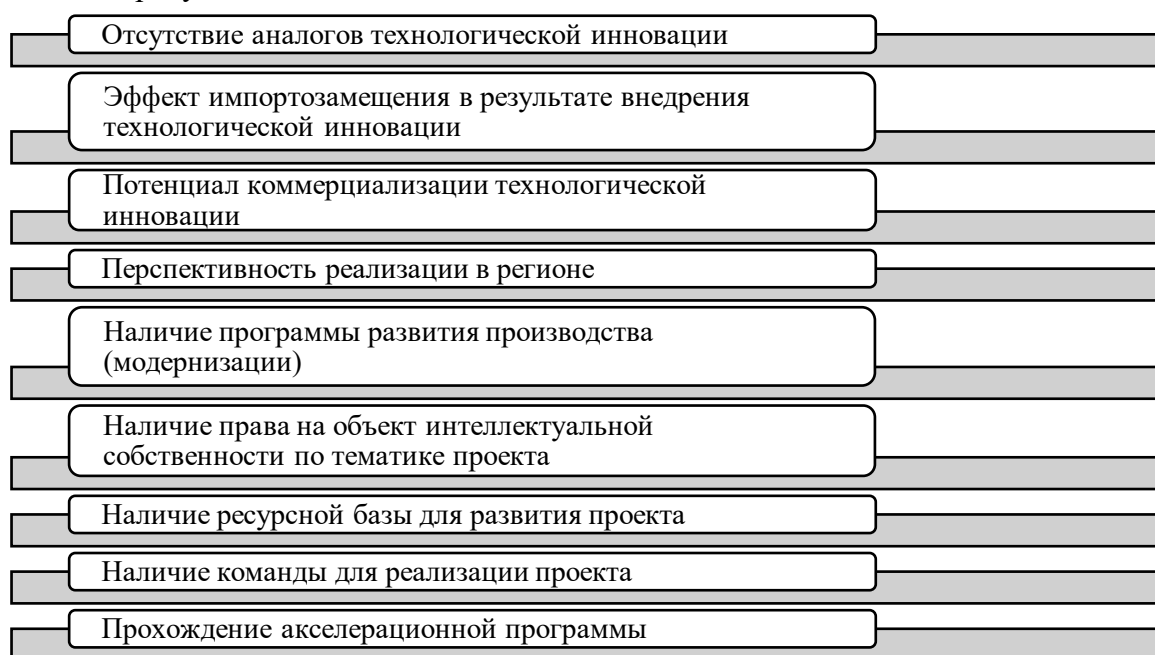 Отсутствие аналогов технологической инновации
Эффект импортозамещения в результате внедрения
технологической инновации
Потенциал коммерциализации технологической
инновации
Перспективность реализации в регионе
Наличие программы развития производства
(модернизации)
Наличие права на объект интеллектуальной
собственности по тематике проекта
Наличие ресурсной базы для развития проекта
Наличие команды для реализации проекта
Прохождение акселерационной программы